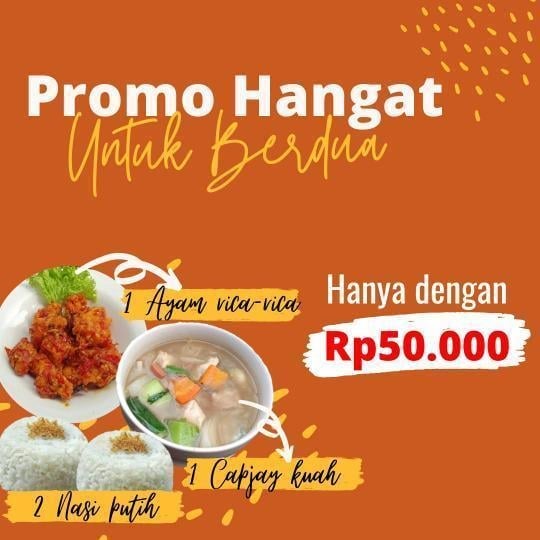 Promo Hangat
Untuk Berdua
1 Ayam rica-rica
Hanya dengan
Rp50.000
1 Capjay kuah
2 Nasi putih